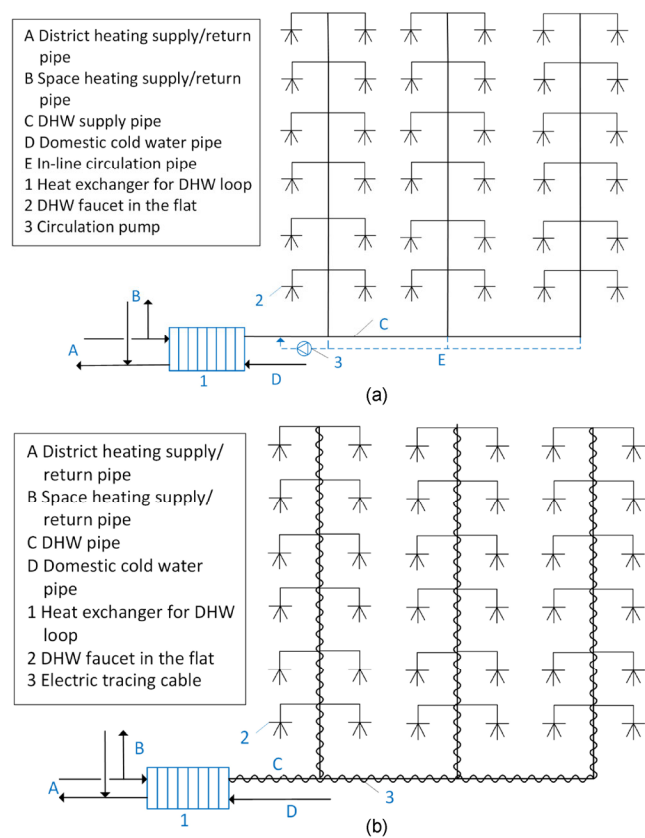 A District heating supply/return
pipe
B Space heating supply/return
pipe
C DHW supply pipe
D Domestic cold water pipe
E In-line circulation pipe
1 Heat exchanger for DHW loop
2 DHW faucet in the flat
3 Circulation pump
2
B
C
A
3
E
D
1
(a)
A District heating supply/
return pipe
B Space heating supply/
return pipe
C DHW pipe
D Domestic cold water
pipe
1 Heat exchanger for DHW
loop
2 DHW faucet in the flat
3 Electric tracing cable
2
B
C
A
3
D
1
(b)